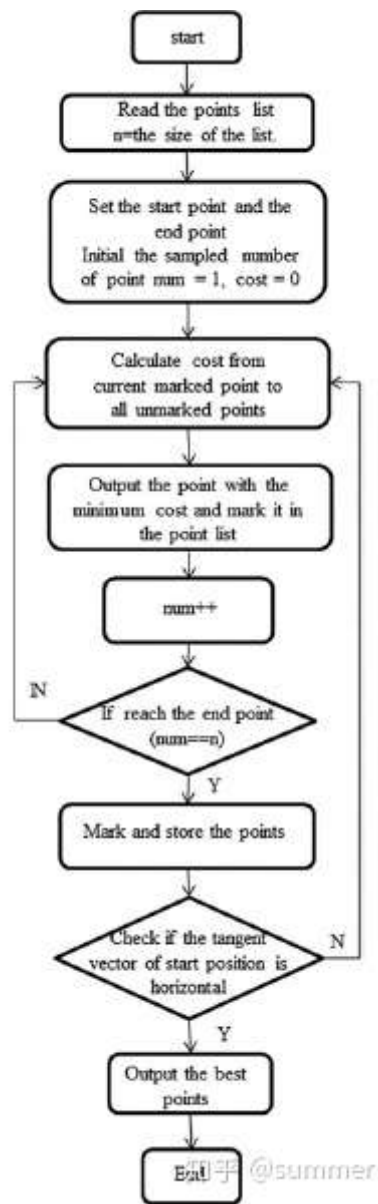 start
Read the points list
n=the size of the list.
Set the start point and the
end point
Initial the sampled number
of point num = 1, cost = 0
Calculate cost from
current marked point to
all unmarked points
Output the point with the
minimum cost and mark it in
the point list
num++
N
If reach the end point
(num==n)
Y
Mark and store the points
Check if the tangent
vector of start position is
horizontal
N
Y
Output the best
points
End
知乎 @summer